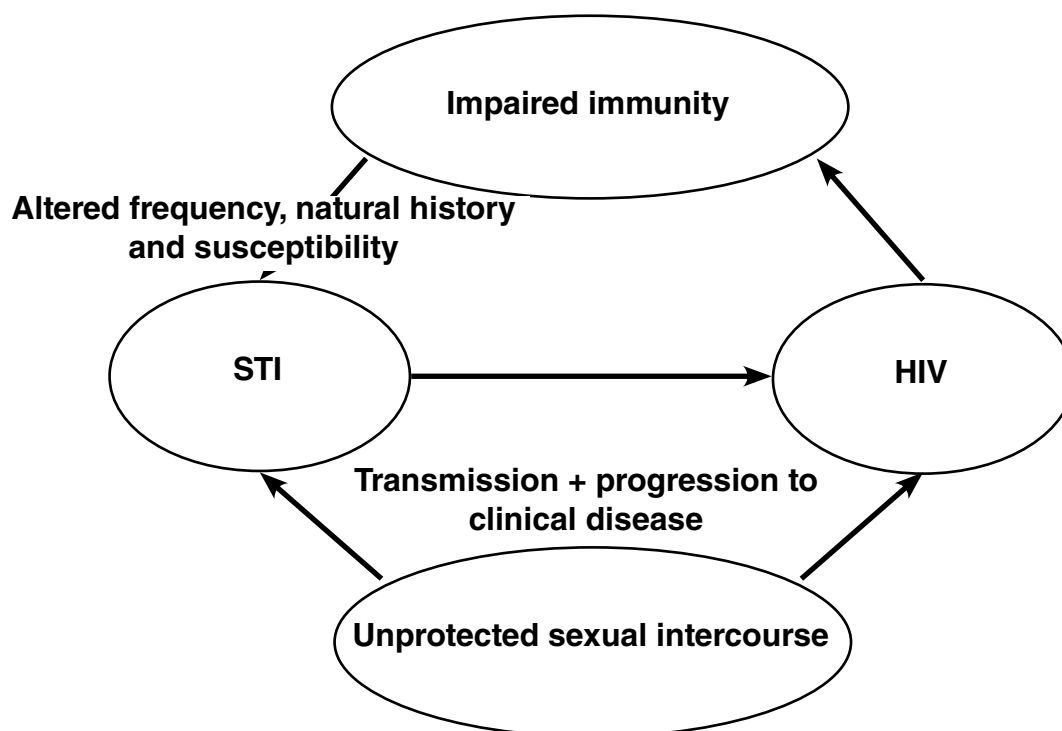 Impaired immunity
Altered frequency, natural history
and susceptibility
STI
HIV
Transmission + progression to
clinical disease
Unprotected sexual intercourse